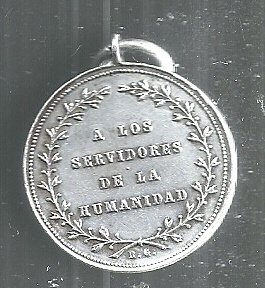 A LOS
SERVIDORES
DE LA
HUMANIDAD